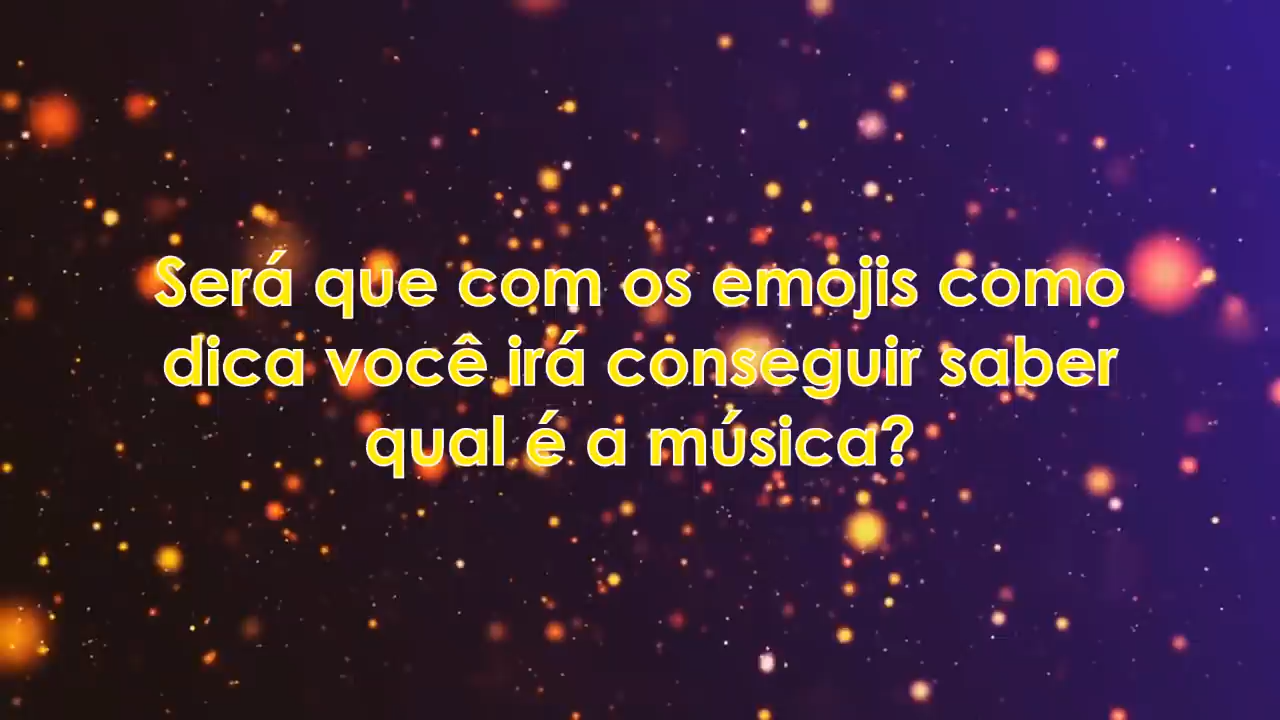 Será que com os emojis como
dica você irá conseguir saber
qual é a música?